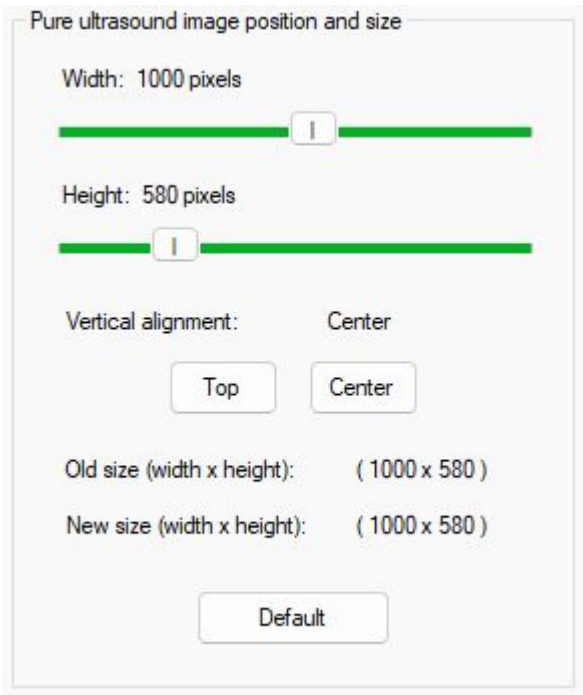 Pure ultrasound image position and size
Width: 1000 pixels
Height: 580 pixels
Vertical alignment: Center
Top Center
Old size (width x height): ( 1000 x 580 )
New size (width x height): ( 1000 x 580 )
Default